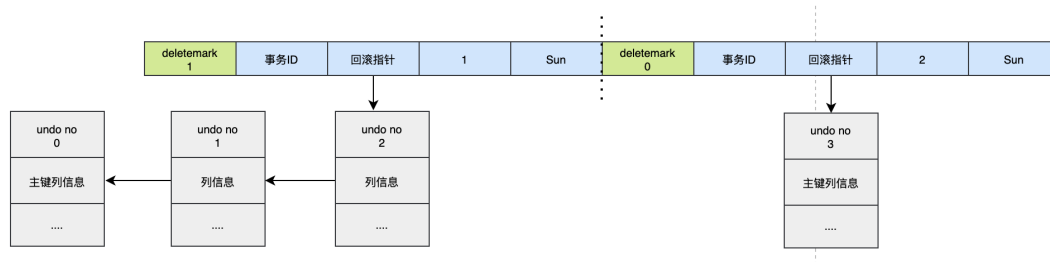 deletemark
1
事务ID
回滚指针
1
Sun
deletemark
0
事务ID
回滚指针
2
Sun
undo no
0
主键列信息
....
undo no
1
列信息
....
undo no
2
列信息
....
undo no
3
主键列信息
....